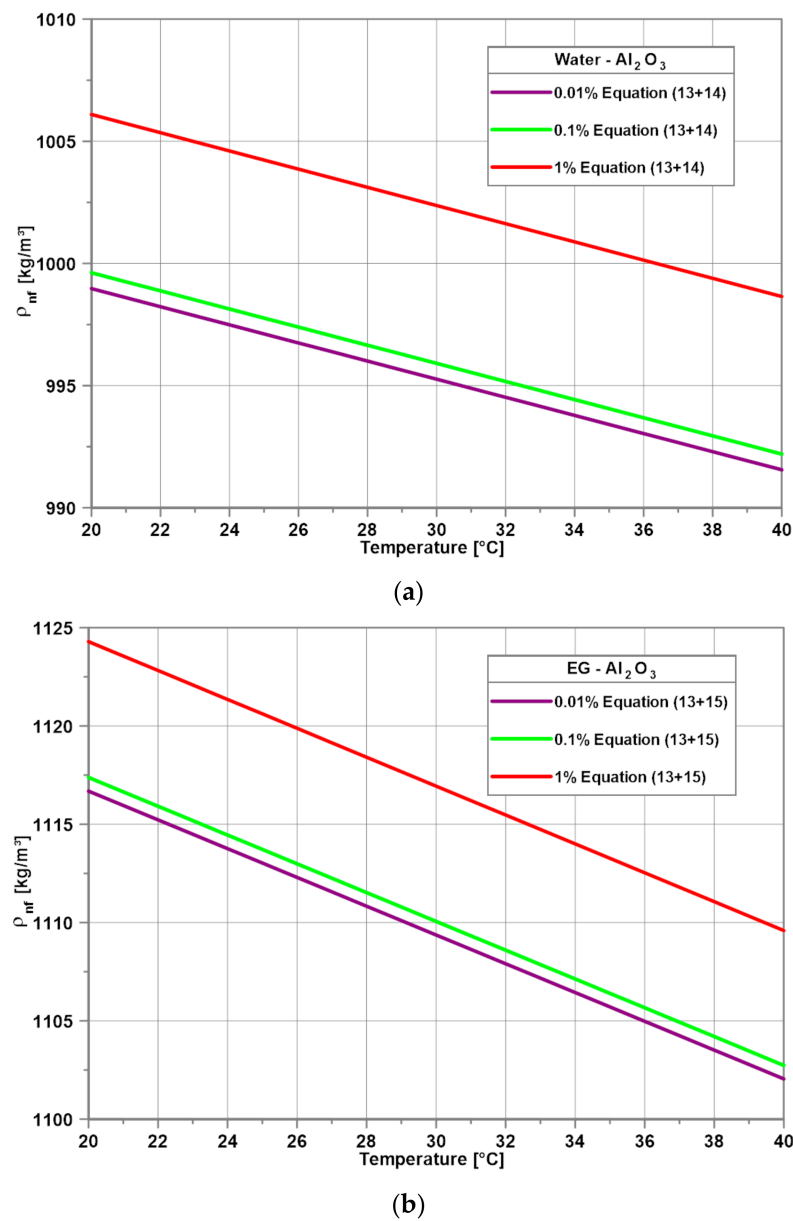 1010
1005
1000
995
990
ρnf [kg/m³]
Water - Al2O3
0.01% Equation (13+14)
0.1% Equation (13+14)
1% Equation (13+14)
20 22 24 26 28 30 32 34 36 38 40
Temperature [°C]
(a)
1125
1120
1115
1110
1105
1100
ρnf [kg/m³]
EG - Al2O3
0.01% Equation (13+15)
0.1% Equation (13+15)
1% Equation (13+15)
20 22 24 26 28 30 32 34 36 38 40
Temperature [°C]
(b)